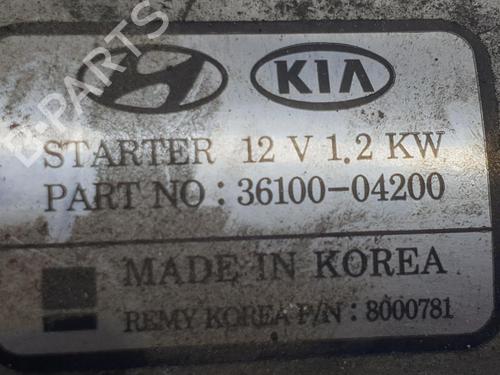 B-PARTS
KIA
STARTER 12 V 1.2 KW
PART NO : 36100-04200
MADE IN KOREA
REMY KOREA P/N : 8000781